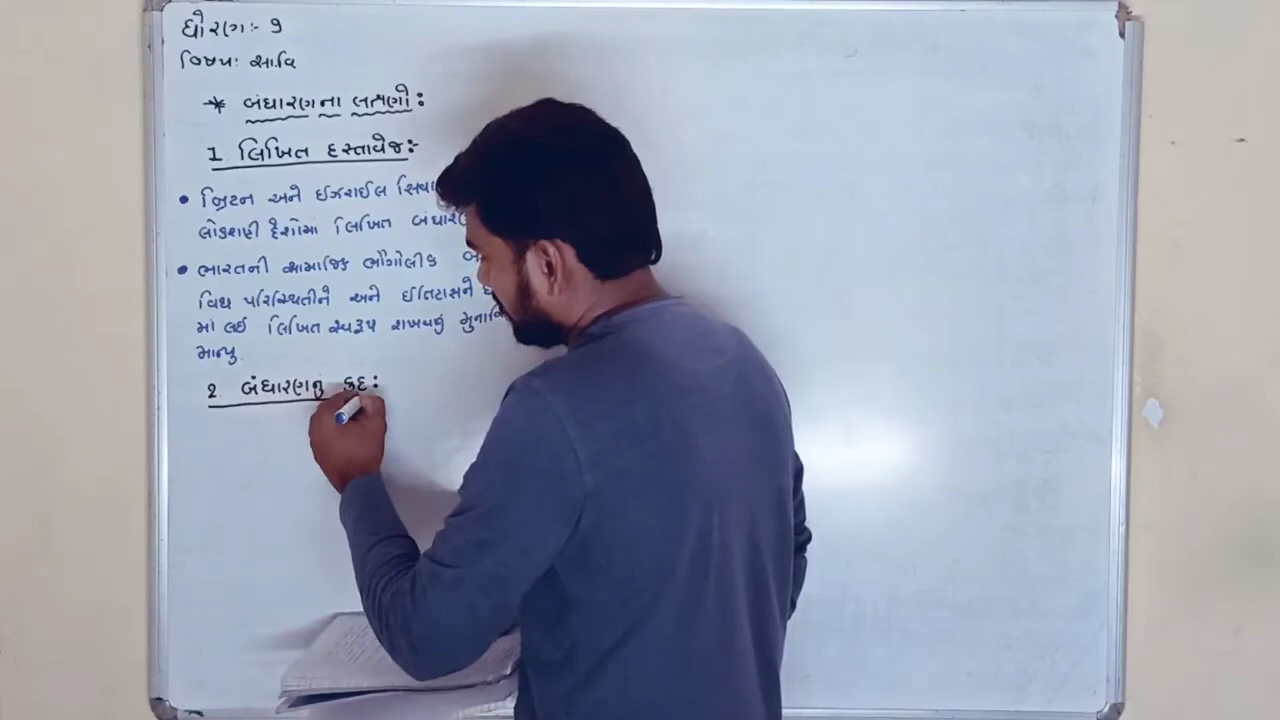 ધોરણ:- ૭
વિષય: સા.વિ
* બંધારણના લક્ષણો:
1. લિખિત દસ્તાવેજ:-
• બ્રિટન અને ઈઝરાઈલ
લોકશાહી દેશોમાં લિખિત
• ભારતની સામાજિક ભૌગોલીક
વિધ પરિસ્થિતીને અને ઈતિહાસને
માં લઈ લિખિત સ્વરૂપ રાખવાનું
માન્યુ.
2. બંધારણનું કદ: